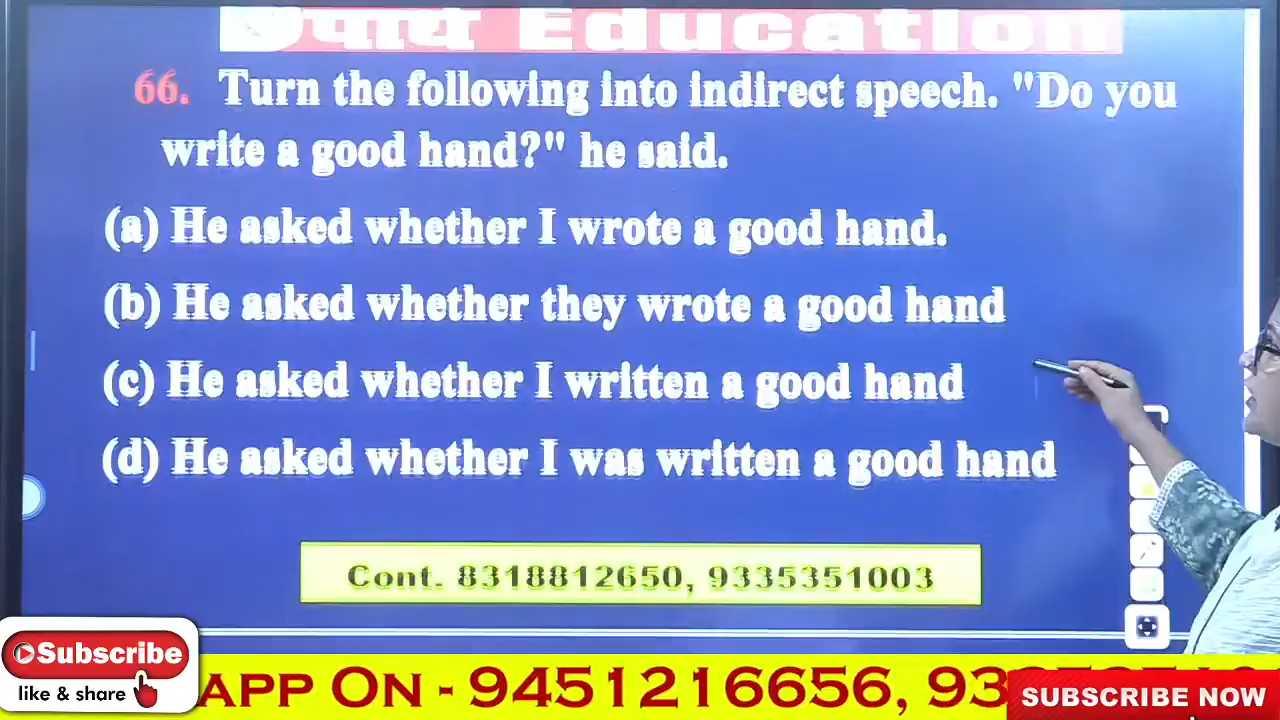 Education
66. Turn the following into indirect speech. "Do you
write a good hand?" he said.
(a) He asked whether I wrote a good hand.
(b) He asked whether they wrote a good hand
(c) He asked whether I written a good hand
(d) He asked whether I was written a good hand
Cont. 8318812650, 9335351003
Subscribe
like & share
APP ON - 9451216656, 93
SUBSCRIBE NOW